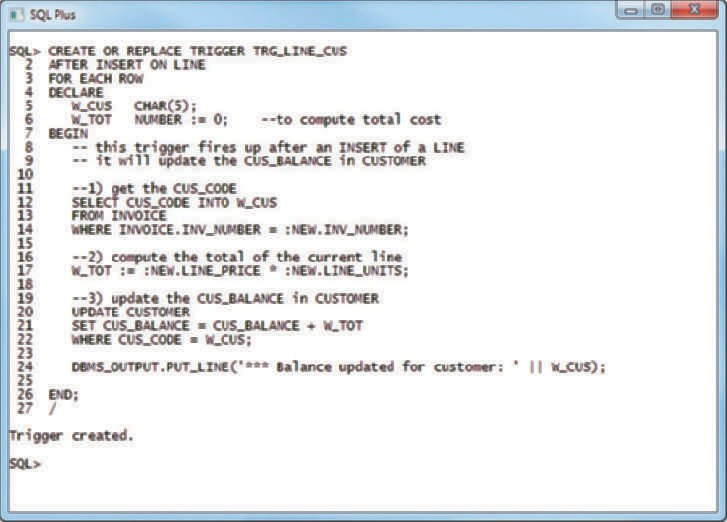 SQL Plus
SQL> CREATE OR REPLACE TRIGGER TRG_LINE_CUS
2 AFTER INSERT ON LINE
3 FOR EACH ROW
4 DECLARE
5 W_CUS CHAR(5);
6 W_TOT NUMBER := 0; --to compute total cost
7 BEGIN
8 -- this trigger fires up after an INSERT of a LINE
9 -- it will update the CUS_BALANCE in CUSTOMER
10
11 --1) get the CUS_CODE
12 SELECT CUS_CODE INTO W_CUS
13 FROM INVOICE
14 WHERE INVOICE.INV_NUMBER = :NEW.INV_NUMBER;
15
16 --2) compute the total of the current line
17 W_TOT := :NEW.LINE_PRICE * :NEW.LINE_UNITS;
18
19 --3) update the CUS_BALANCE in CUSTOMER
20 UPDATE CUSTOMER
21 SET CUS_BALANCE = CUS_BALANCE + W_TOT
22 WHERE CUS_CODE = W_CUS;
23
24 DBMS_OUTPUT.PUT_LINE('*** Balance updated for customer: ' || W_CUS);
25
26 END;
27 /
Trigger created.
SQL>